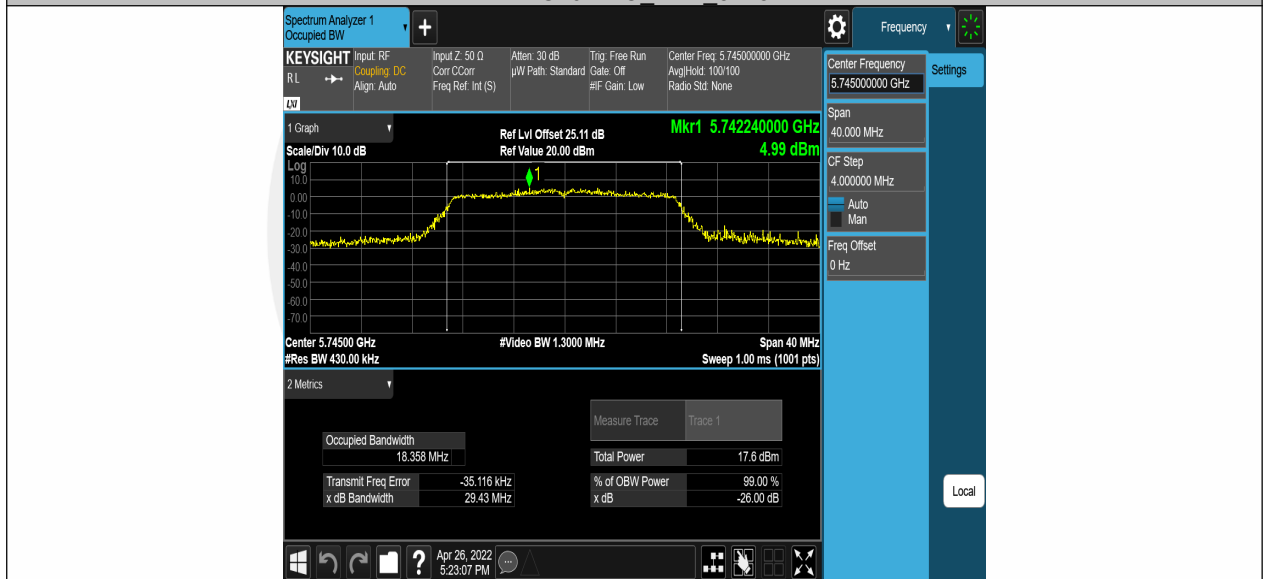 Spectrum Analyzer 1
Occupied BW
+
Frequency
KEYSIGHT
RL
LXI
Input: RF
Coupling: DC
Align: Auto
Input Z: 50 Ω
Corr CCorr
Freq Ref: Int (S)
Atten: 30 dB
µW Path: Standard
Trig: Free Run
Gate: Off
#IF Gain: Low
Center Freq: 5.745000000 GHz
Avg|Hold: 100/100
Radio Std: None
Center Frequency
5.745000000 GHz
Settings
Span
40.000 MHz
CF Step
4.000000 MHz
Auto
Man
Freq Offset
0 Hz
Local
1 Graph
Scale/Div 10.0 dB
Ref Lvl Offset 25.11 dB
Ref Value 20.00 dBm
Mkr1 5.742240000 GHz
4.99 dBm
Log
1
10.0
0.00
-10.0
-20.0
-30.0
-40.0
-50.0
-60.0
-70.0
Center 5.74500 GHz
#Video BW 1.3000 MHz
Span 40 MHz
#Res BW 430.00 kHz
Sweep 1.00 ms (1001 pts)
2 Metrics
Measure Trace Trace 1
Occupied Bandwidth
18.358 MHz
Total Power 17.6 dBm
Transmit Freq Error -35.116 kHz
% of OBW Power 99.00 %
x dB Bandwidth 29.43 MHz
x dB -26.00 dB
?
Apr 26, 2022
5:23:07 PM